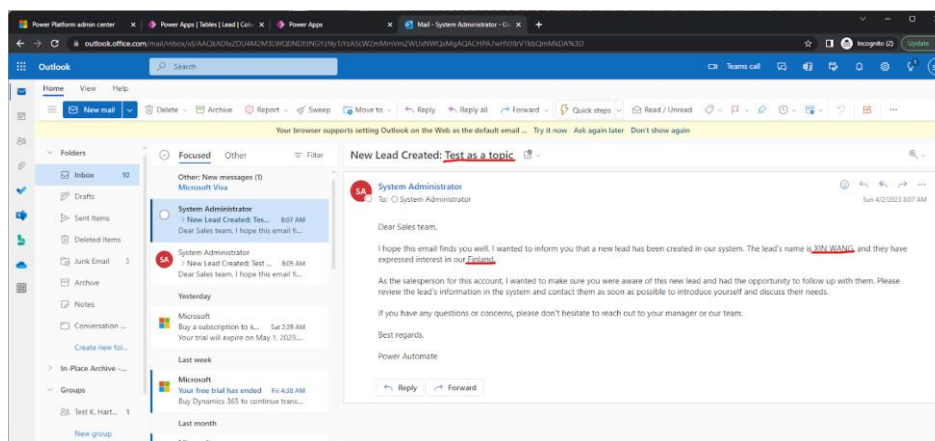 Power Platform admin center
Power Apps | Tables | Lead | Col
Power Apps
Mail - System Administrator - O
Incognito (2)
Update
Outlook
Search
Teams call
Home View Help
New mail
Delete
Archive
Report
Sweep
Move to
Reply
Reply all
Forward
Quick steps
Read / Unread
Your browser supports setting Outlook on the Web as the default email ... Try it now Ask again later Don't show again
Folders
Inbox 10
Drafts
Sent Items
Deleted Items
Junk Email 3
Archive
Notes
Conversation ...
Create new fol...
In-Place Archive -...
Groups
Test K. Hart... 1
New group
Focused Other Filter
Other: New messages (1)
Microsoft Viva
System Administrator
New Lead Created: Tes... 8:07 AM
Dear Sales team, I hope this email fi...
SA
System Administrator
New Lead Created: Test ... 8:05 AM
Dear Sales team, I hope this email fi...
Yesterday
Microsoft
Buy a subscription to k... Sat 2:29 AM
Your trial will expire on May 1, 2023....
Last week
Microsoft
Your free trial has ended Fri 4:38 AM
Buy Dynamics 365 to continue trans...
Last month
New Lead Created: Test as a topic
SA
System Administrator
To: System Administrator
Sun 4/2/2023 8:07 AM
Dear Sales team,
I hope this email finds you well. I wanted to inform you that a new lead has been created in our system. The lead's name is XIN WANG, and they have
expressed interest in our Finland.
As the salesperson for this account, I wanted to make sure you were aware of this new lead and had the opportunity to follow up with them. Please
review the lead's information in the system and contact them as soon as possible to introduce yourself and discuss their needs.
If you have any questions or concerns, please don't hesitate to reach out to your manager or our team.
Best regards,
Power Automate
Reply
Forward